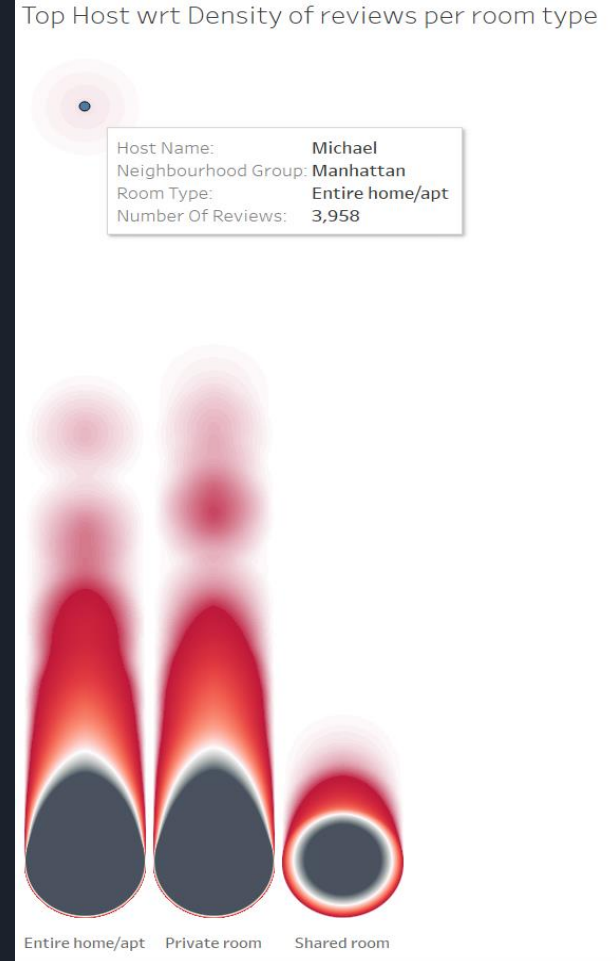 Top Host wrt Density of reviews per room type
Host Name: Michael
Neighbourhood Group: Manhattan
Room Type: Entire home/apt
Number Of Reviews: 3,958
Entire home/apt Private room Shared room